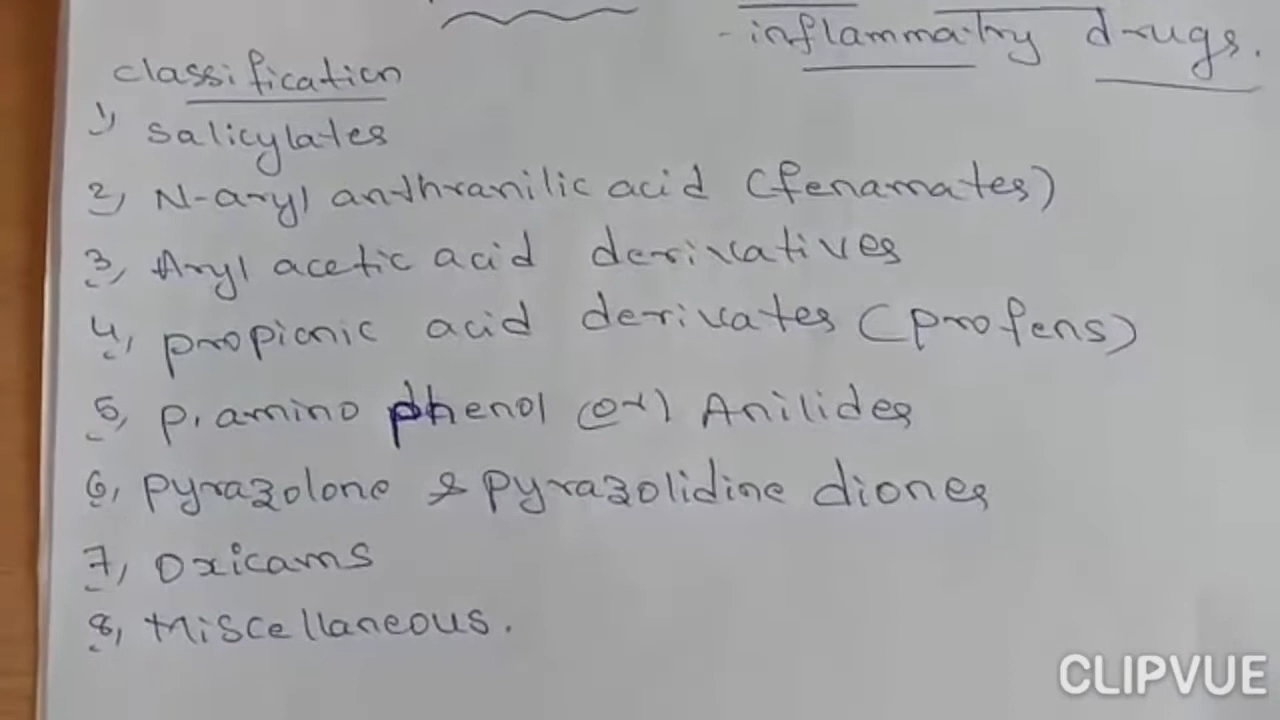 -inflammatry drugs.
classification
1) Salicylates
2, N-aryl anthranilic acid (fenamates)
3, Aryl acetic acid derivatives
4, propionic acid derivates (profens)
5, p. amino phenol (or) Anilides
6, pyrazolone & pyrazolidine diones
7, Oxicams
8, Miscellaneous.
CLIPVUE